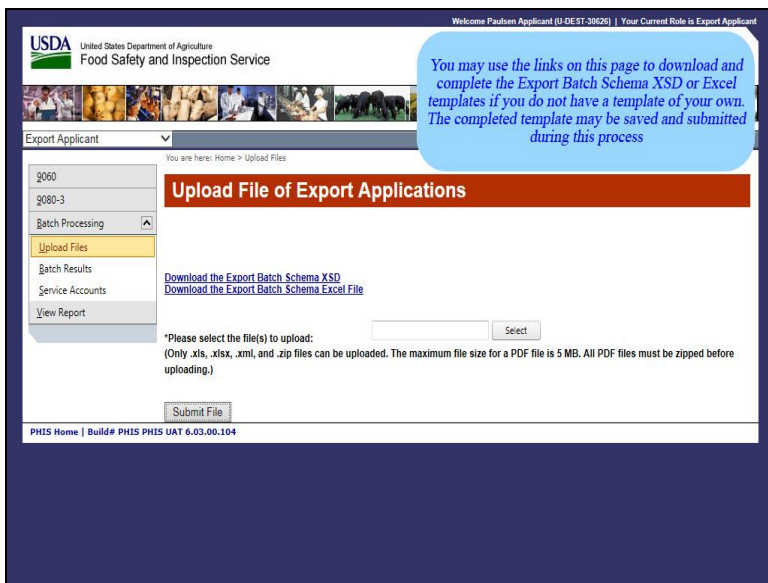 Welcome Paulsen Applicant (U-DEST-30626) | Your Current Role is Export Applicant
USDA
United States Department of Agriculture
Food Safety and Inspection Service
You may use the links on this page to download and
complete the Export Batch Schema XSD or Excel
templates if you do not have a template of your own.
The completed template may be saved and submitted
during this process
Export Applicant
You are here: Home > Upload Files
9060
9080-3
Batch Processing
Upload Files
Batch Results
Service Accounts
View Report
Upload File of Export Applications
Download the Export Batch Schema XSD
Download the Export Batch Schema Excel File
*Please select the file(s) to upload:
Select
(Only .xls, .xlsx, .xml, and .zip files can be uploaded. The maximum file size for a PDF file is 5 MB. All PDF files must be zipped before
uploading.)
Submit File
PHIS Home | Build# PHIS PHIS UAT 6.03.00.104